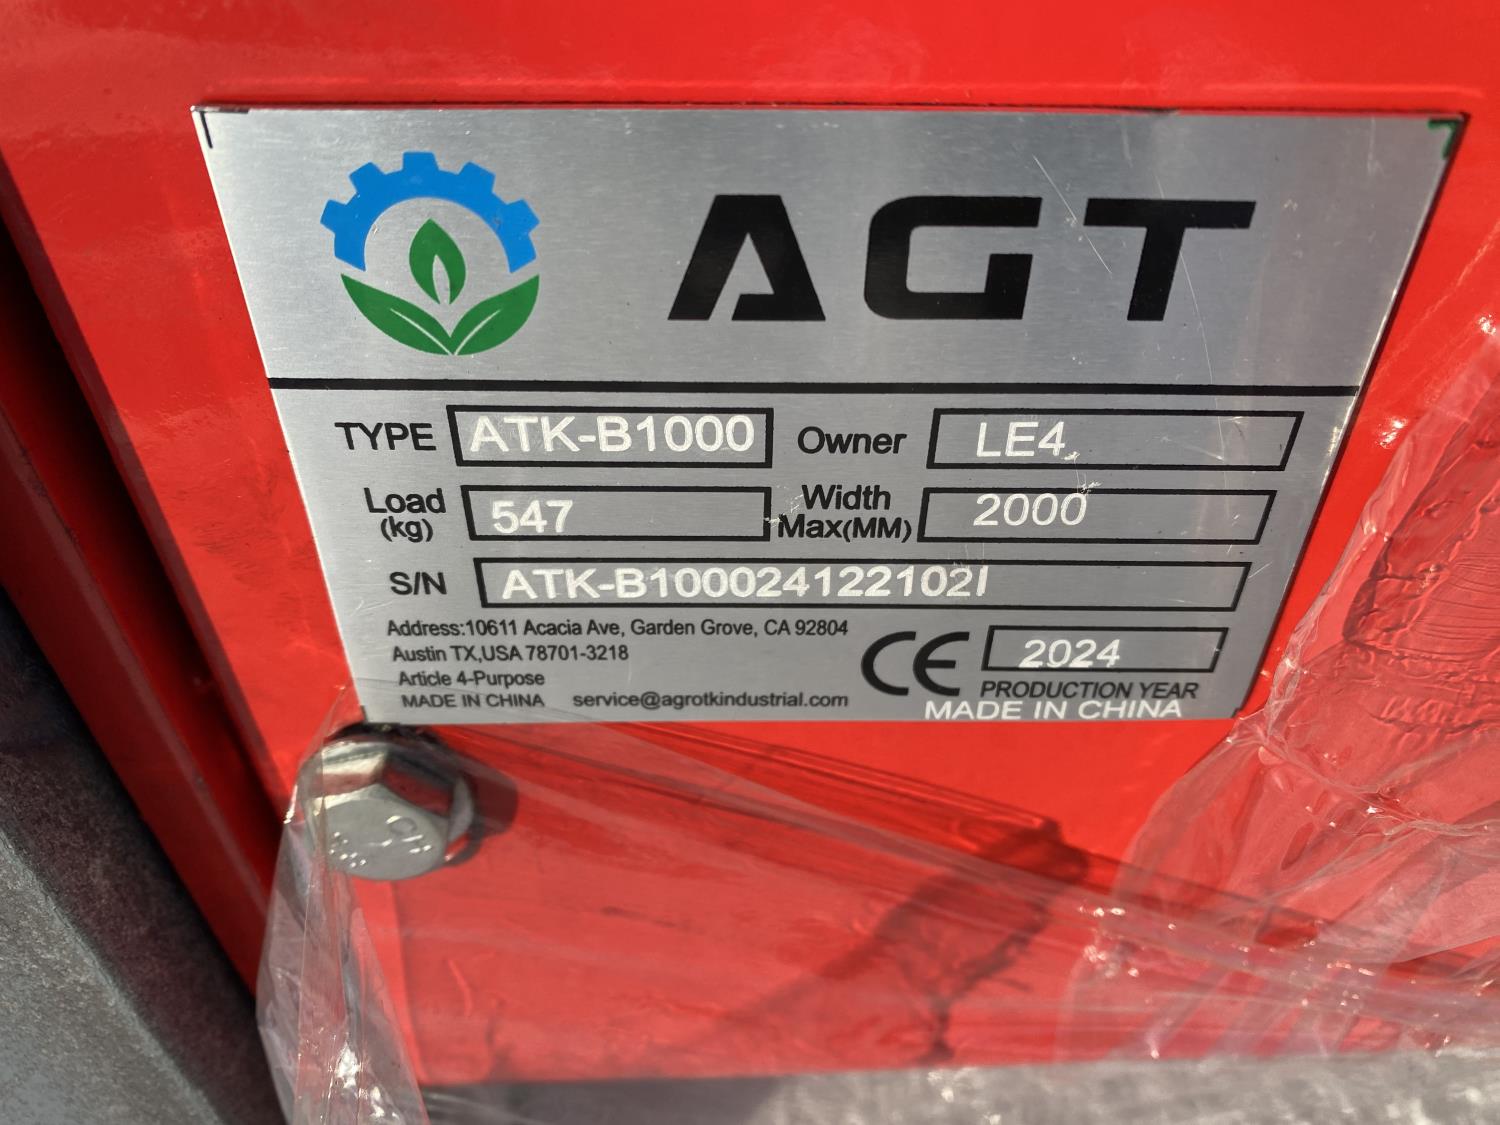 AGT
TYPE ATK-B1000 Owner LE4
Load (kg) 547 Width Max(MM) 2000
S/N ATK-B100024122102I
Address:10611 Acacia Ave, Garden Grove, CA 92804
Austin TX,USA 78701-3218
Article 4-Purpose
MADE IN CHINA service@agrotkindustrial.com
CE 2024
PRODUCTION YEAR
MADE IN CHINA